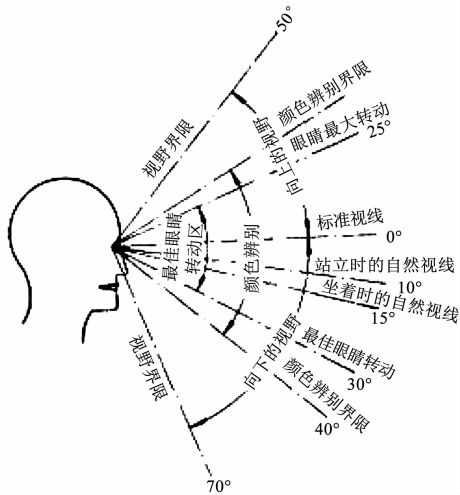 50°
视野界限
向上的视野
颜色辨别界限
眼睛最大转动
25°
最佳眼睛
转动区
颜色辨别
标准视线
0°
站立时的自然视线
10°
坐着时的自然视线
15°
向下的视野
最佳眼睛转动
30°
颜色辨别界限
40°
视野界限
70°